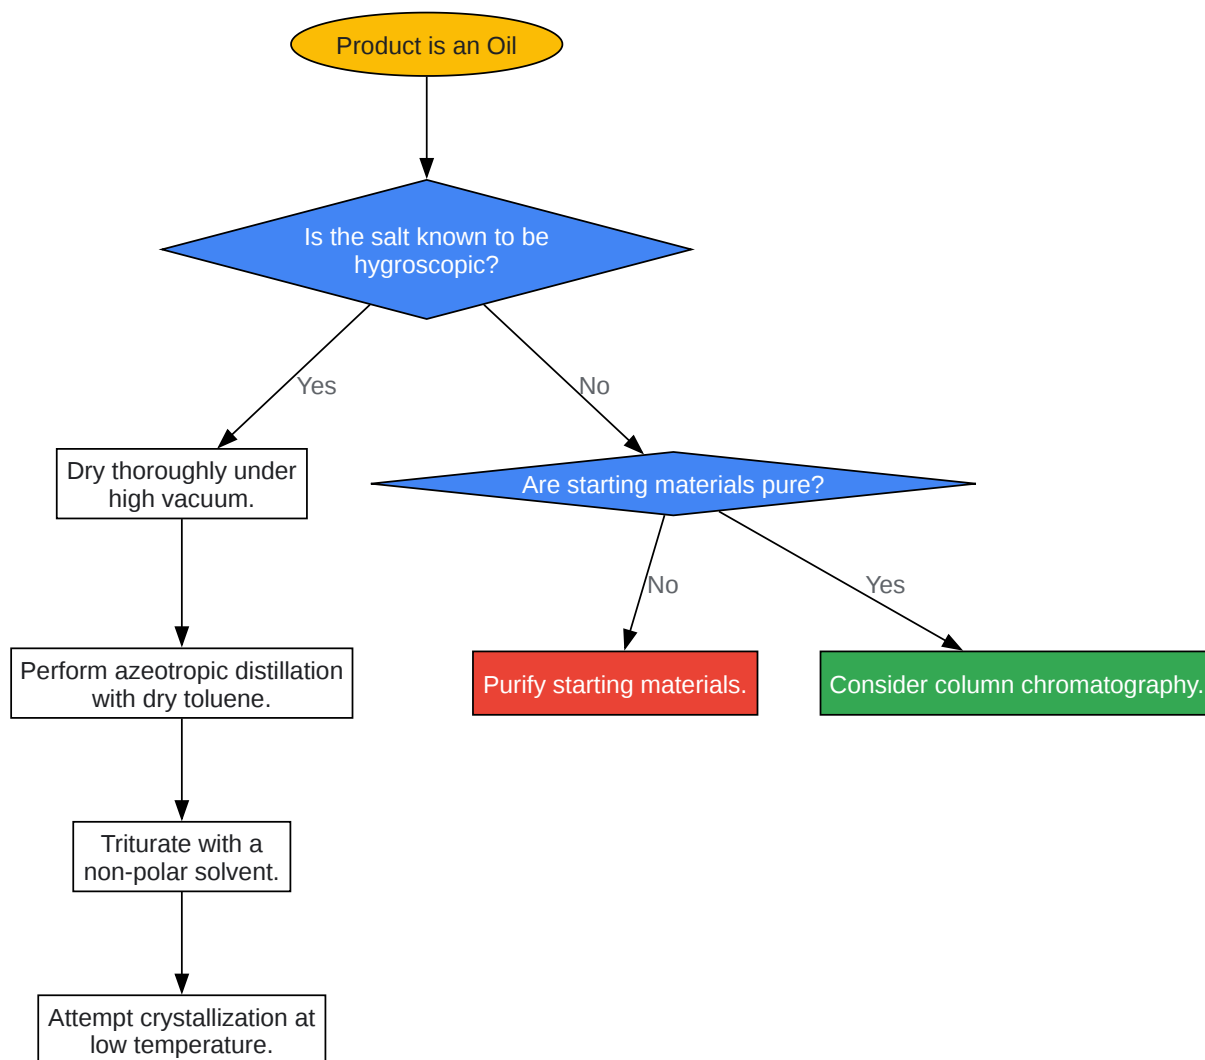 Product is an Oil
Is the salt known to be
hygroscopic?
Yes
No
Dry thoroughly under
high vacuum.
Are starting materials pure?
No
Yes
Perform azeotropic distillation
with dry toluene.
Purify starting materials.
Consider column chromatography.
Triturate with a
non-polar solvent.
Attempt crystallization at
low temperature.